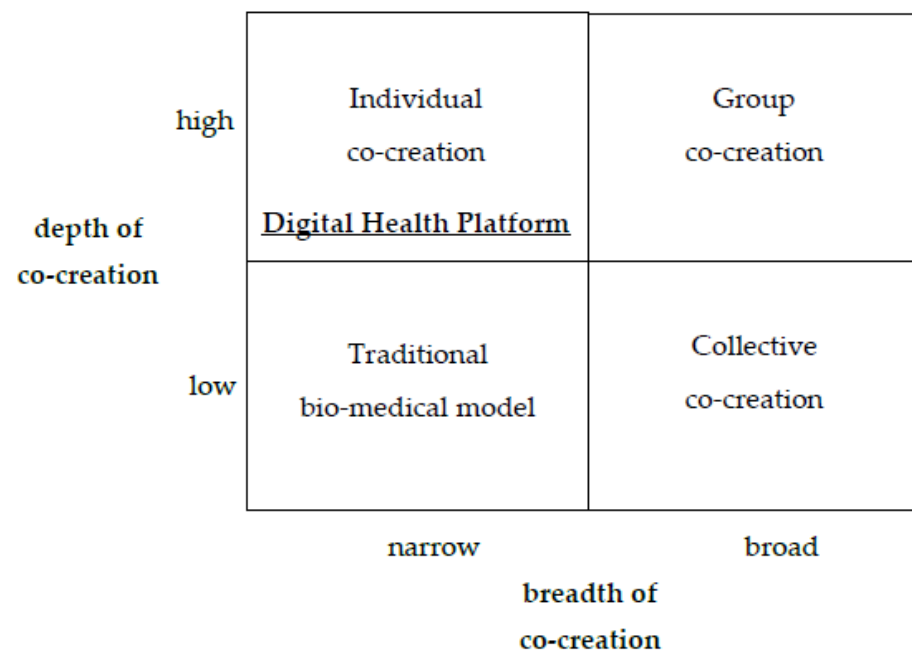 Individual
co-creation
Digital Health Platform
Group
co-creation
high
depth of
co-creation
Traditional
bio-medical model
Collective
co-creation
low
narrow
broad
breadth of
co-creation